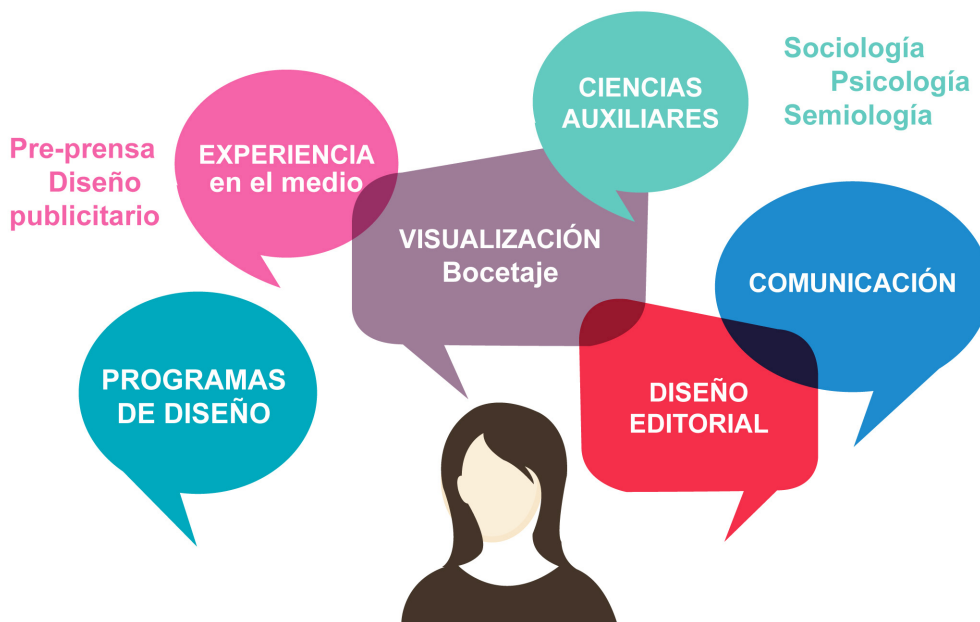 Pre-prensa
Diseño
publicitario
EXPERIENCIA
en el medio
CIENCIAS
AUXILIARES
Sociología
Psicología
Semiología
VISUALIZACIÓN
Bocetaje
COMUNICACIÓN
PROGRAMAS
DE DISEÑO
DISEÑO
EDITORIAL